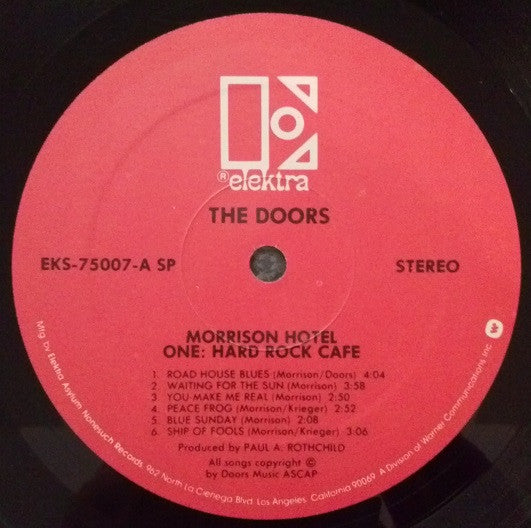 ® elektra
THE DOORS
EKS-75007-A SP
STEREO
MORRISON HOTEL
ONE: HARD ROCK CAFE
1. ROAD HOUSE BLUES (Morrison/Doors) 4:04
2. WAITING FOR THE SUN (Morrison) 3:58
3. YOU MAKE ME REAL (Morrison) 2:50
4. PEACE FROG (Morrison/Krieger) 2:52
5. BLUE SUNDAY (Morrison) 2:08
6. SHIP OF FOOLS (Morrison/Krieger) 3:06
Produced by PAUL A. ROTHCHILD
All songs copyright ©
by Doors Music ASCAP
Mfg by Elektra Asylum Nonesuch Records 962 North La Cienega Blvd Los Angeles, California 90069 A Division of Warner Communications Inc